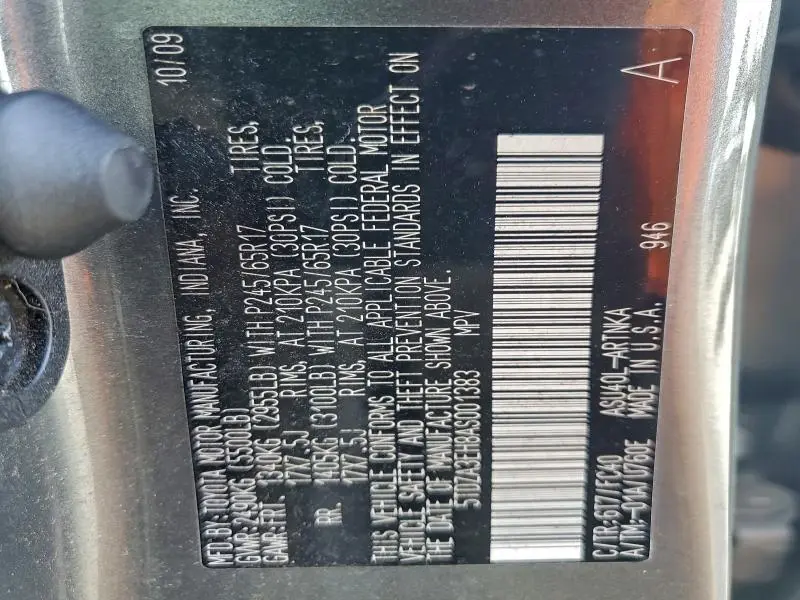 MFD.BY: TOYOTA MOTOR MANUFACTURING, INDIANA, INC. 10/09
GVWR: 2490KG (5500LB)
GAWR: FRT. 1340KG (2955LB) WITH P245/65R17 TIRES,
17X7.5J RIMS, AT 210KPA (30PSI) COLD.
RR. 1405KG (3100LB) WITH P245/65R17 TIRES,
17X7.5J RIMS, AT 210KPA (30PSI) COLD.
THIS VEHICLE CONFORMS TO ALL APPLICABLE FEDERAL MOTOR
VEHICLE SAFETY AND THEFT PREVENTION STANDARDS IN EFFECT ON
THE DATE OF MANUFACTURE SHOWN ABOVE.
5TDZA3EH8AS001383 MPV
C/TR: 6T7/FC40 ASU40L-ARTNKA
A/TM: -01A/U760E MADE IN U.S.A. 946 A